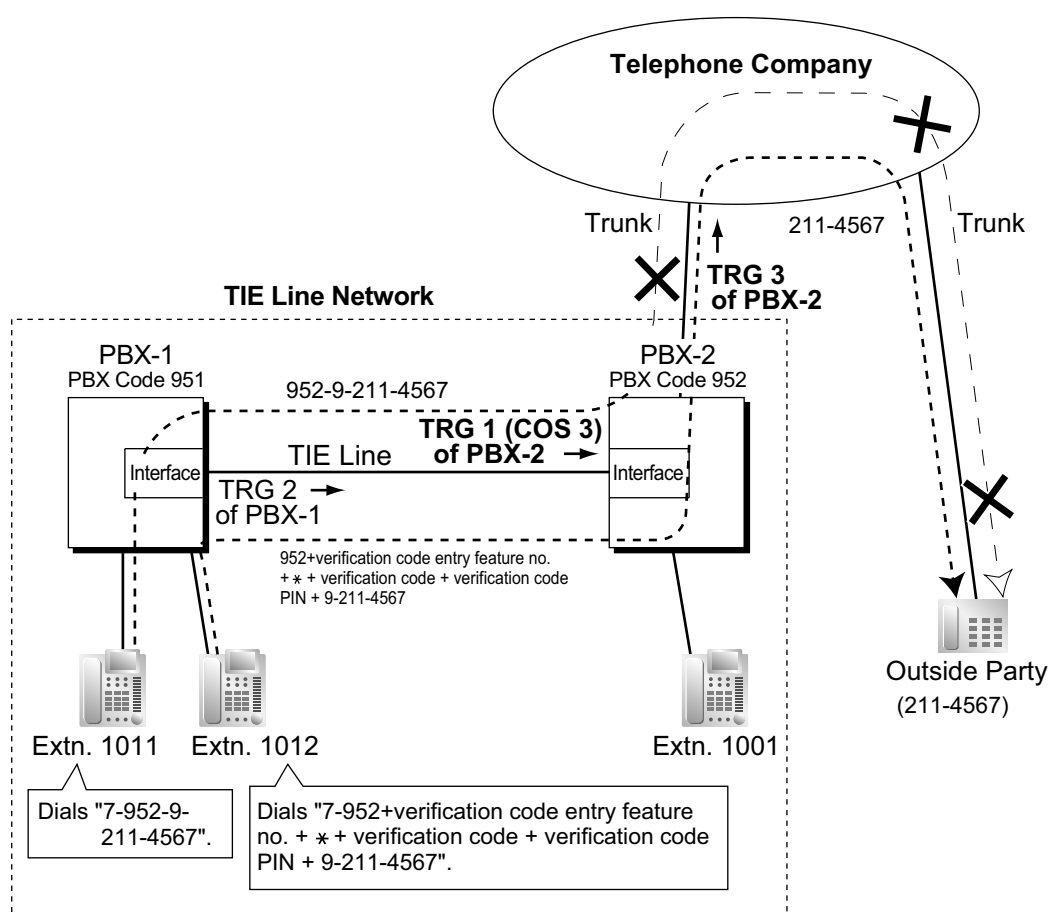 Telephone Company
Trunk
211-4567
Trunk
TRG 3
of PBX-2
TIE Line Network
PBX-1
PBX Code 951
PBX-2
PBX Code 952
952-9-211-4567
TRG 1 (COS 3)
of PBX-2
Interface
TIE Line
Interface
TRG 2
of PBX-1
952+verification code entry feature no.
+ * + verification code + verification code
PIN + 9-211-4567
Outside Party
(211-4567)
Extn. 1011
Extn. 1012
Extn. 1001
Dials "7-952-9-
211-4567".
Dials "7-952+verification code entry feature
no. + * + verification code + verification code
PIN + 9-211-4567".